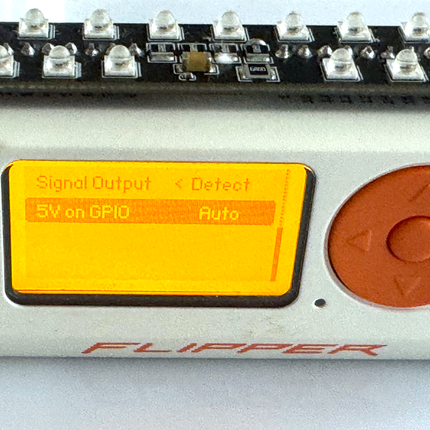 Signal Output < Detect
5V on GPIO Auto
FLIPPER